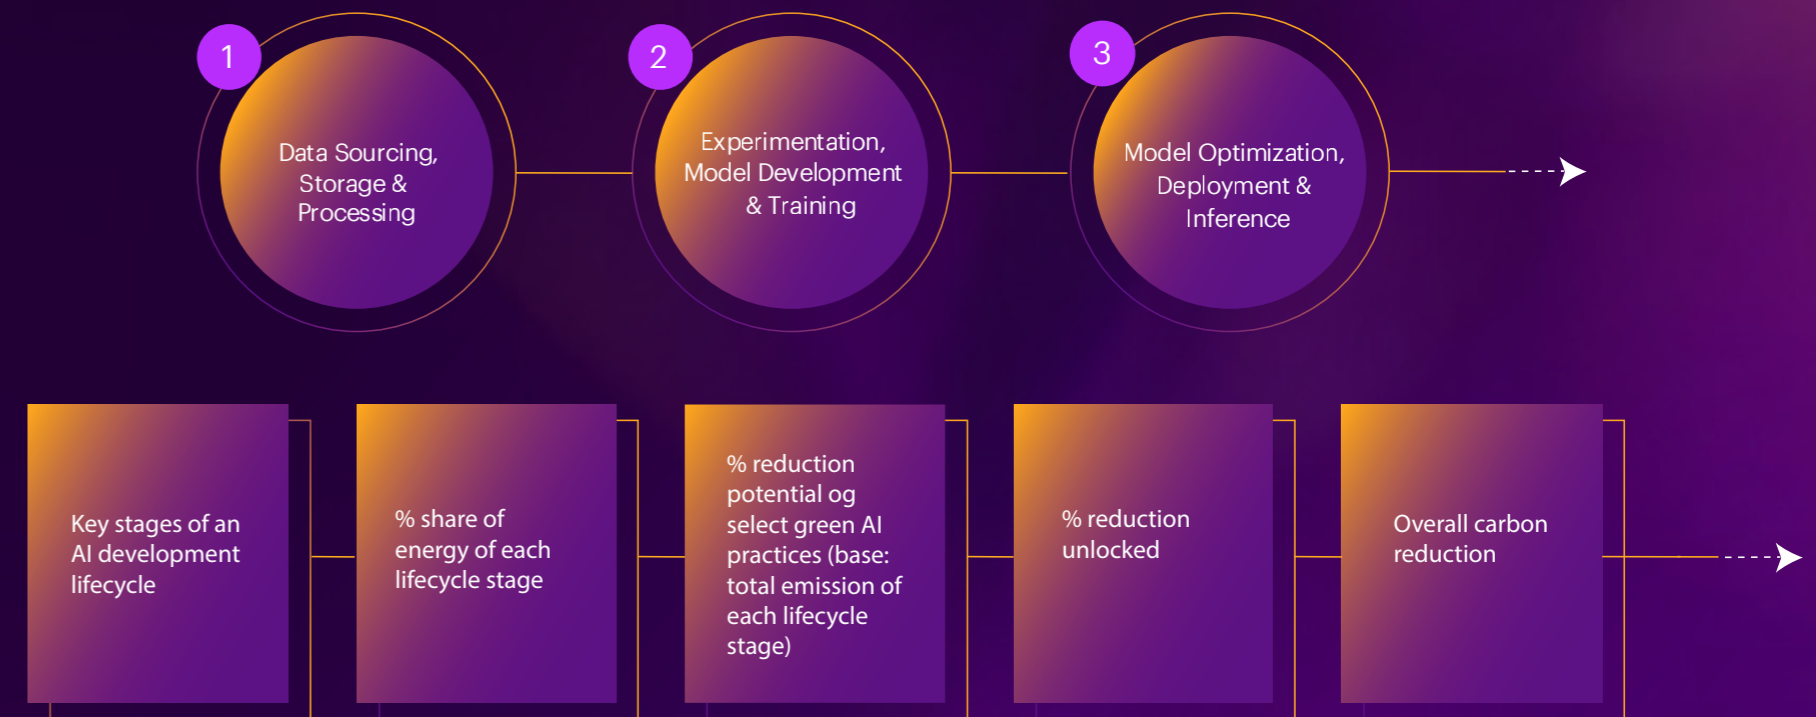 1
Data Sourcing,
Storage &
Processing
2
Experimentation,
Model Development
& Training
3
Model Optimization,
Deployment &
Inference
Key stages of an
AI development
lifecycle
% share of
energy of each
lifecycle stage
% reduction
potential og
select green AI
practices (base:
total emission of
each lifecycle
stage)
% reduction
unlocked
Overall carbon
reduction